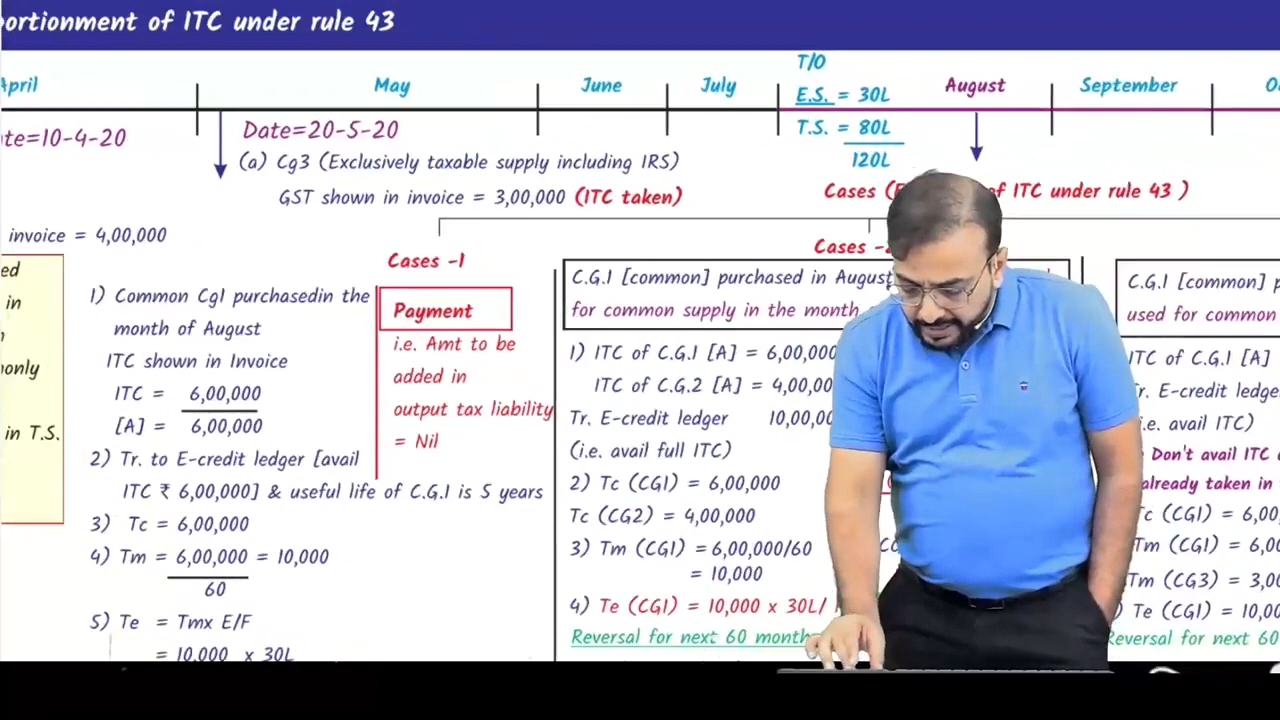 ortionment of ITC under rule 43
April
May
June
July
T/O
E.S. = 30L
August
September
T.S. = 80L
120L
te=10-4-20
Date=20-5-20
(a) Cg3 (Exclusively taxable supply including IRS)
GST shown in invoice = 3,00,000 (ITC taken)
Cases ( of ITC under rule 43 )
invoice = 4,00,000
ed
in
only
in T.S.
Cases -1
1) Common Cg1 purchasedin the
month of August
ITC shown in Invoice
ITC = 6,00,000
[A] = 6,00,000
2) Tr. to E-credit ledger [avail
ITC ₹ 6,00,000] & useful life of C.G.1 is 5 years
3) Tc = 6,00,000
4) Tm = 6,00,000 = 10,000
60
5) Te = Tmx E/F
= 10,000 x 30L
Payment
i.e. Amt to be
added in
output tax liability
= Nil
Cases -
C.G.1 [common] purchased in August
for common supply in the month
1) ITC of C.G.1 [A] = 6,00,000
ITC of C.G.2 [A] = 4,00,00
Tr. E-credit ledger 10,00,00
(i.e. avail full ITC)
2) Tc (CG1) = 6,00,000
Tc (CG2) = 4,00,000
3) Tm (CG1) = 6,00,000/60
= 10,000
4) Te (CG1) = 10,000 x 30L/
Reversal for next 60 month
C.G.1 [common] p
used for common
ITC of C.G.1 [A]
r. E-credit ledge
i.e. avail ITC)
Don't avail ITC
already taken in
Tc (CG1) = 6,00
Tm (CG1) = 6,0
Tm (CG3) = 3,0
) Te (CG1) = 10,00
Reversal for next 60